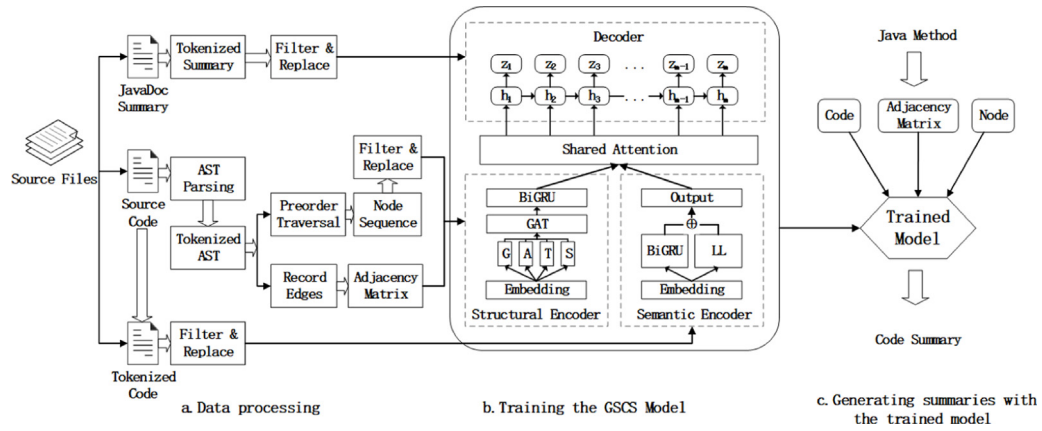 JavaDoc
Summary
Tokenized
Summary
Filter &
Replace
Source Files
Source
Code
AST
Parsing
Tokenized
AST
Preorder
Traversal
Node
Sequence
Filter &
Replace
Record
Edges
Adjacency
Matrix
Tokenized
Code
Filter &
Replace
a. Data processing
Decoder
z₁ z₂ z₃ ... zₙ₋₁ zₙ
h₁ h₂ h₃ ... hₙ₋₁ hₙ
Shared Attention
BiGRU
GAT
G A T S
Embedding
Structural Encoder
Output
⊕
BiGRU LL
Embedding
Semantic Encoder
b. Training the GSCS Model
Java Method
Code
Adjacency
Matrix
Node
Trained
Model
Code Summary
c. Generating summaries with
the trained model